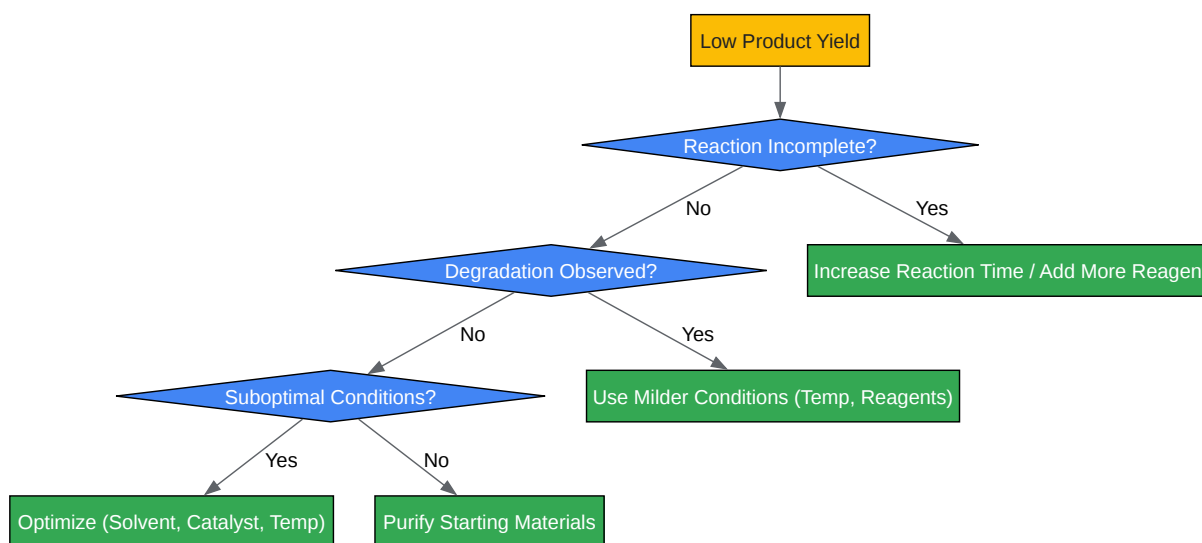 Low Product Yield
Reaction Incomplete?
No
Yes
Degradation Observed?
Increase Reaction Time / Add More Reagen
No
Yes
Suboptimal Conditions?
Use Milder Conditions (Temp, Reagents)
Yes
No
Optimize (Solvent, Catalyst, Temp)
Purify Starting Materials